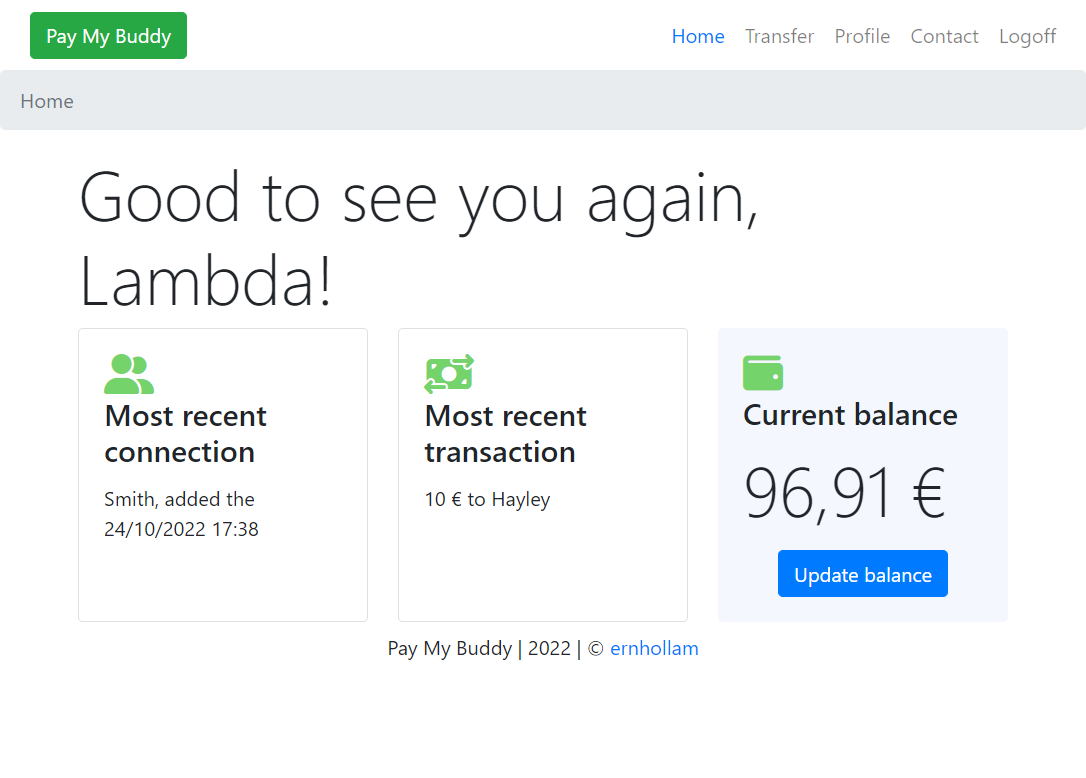 Pay My Buddy
Home Transfer Profile Contact Logoff
Home
Good to see you again,
Lambda!
Most recent
connection
Smith, added the
24/10/2022 17:38
Most recent
transaction
10 € to Hayley
Current balance
96,91 €
Update balance
Pay My Buddy | 2022 | © ernhollam